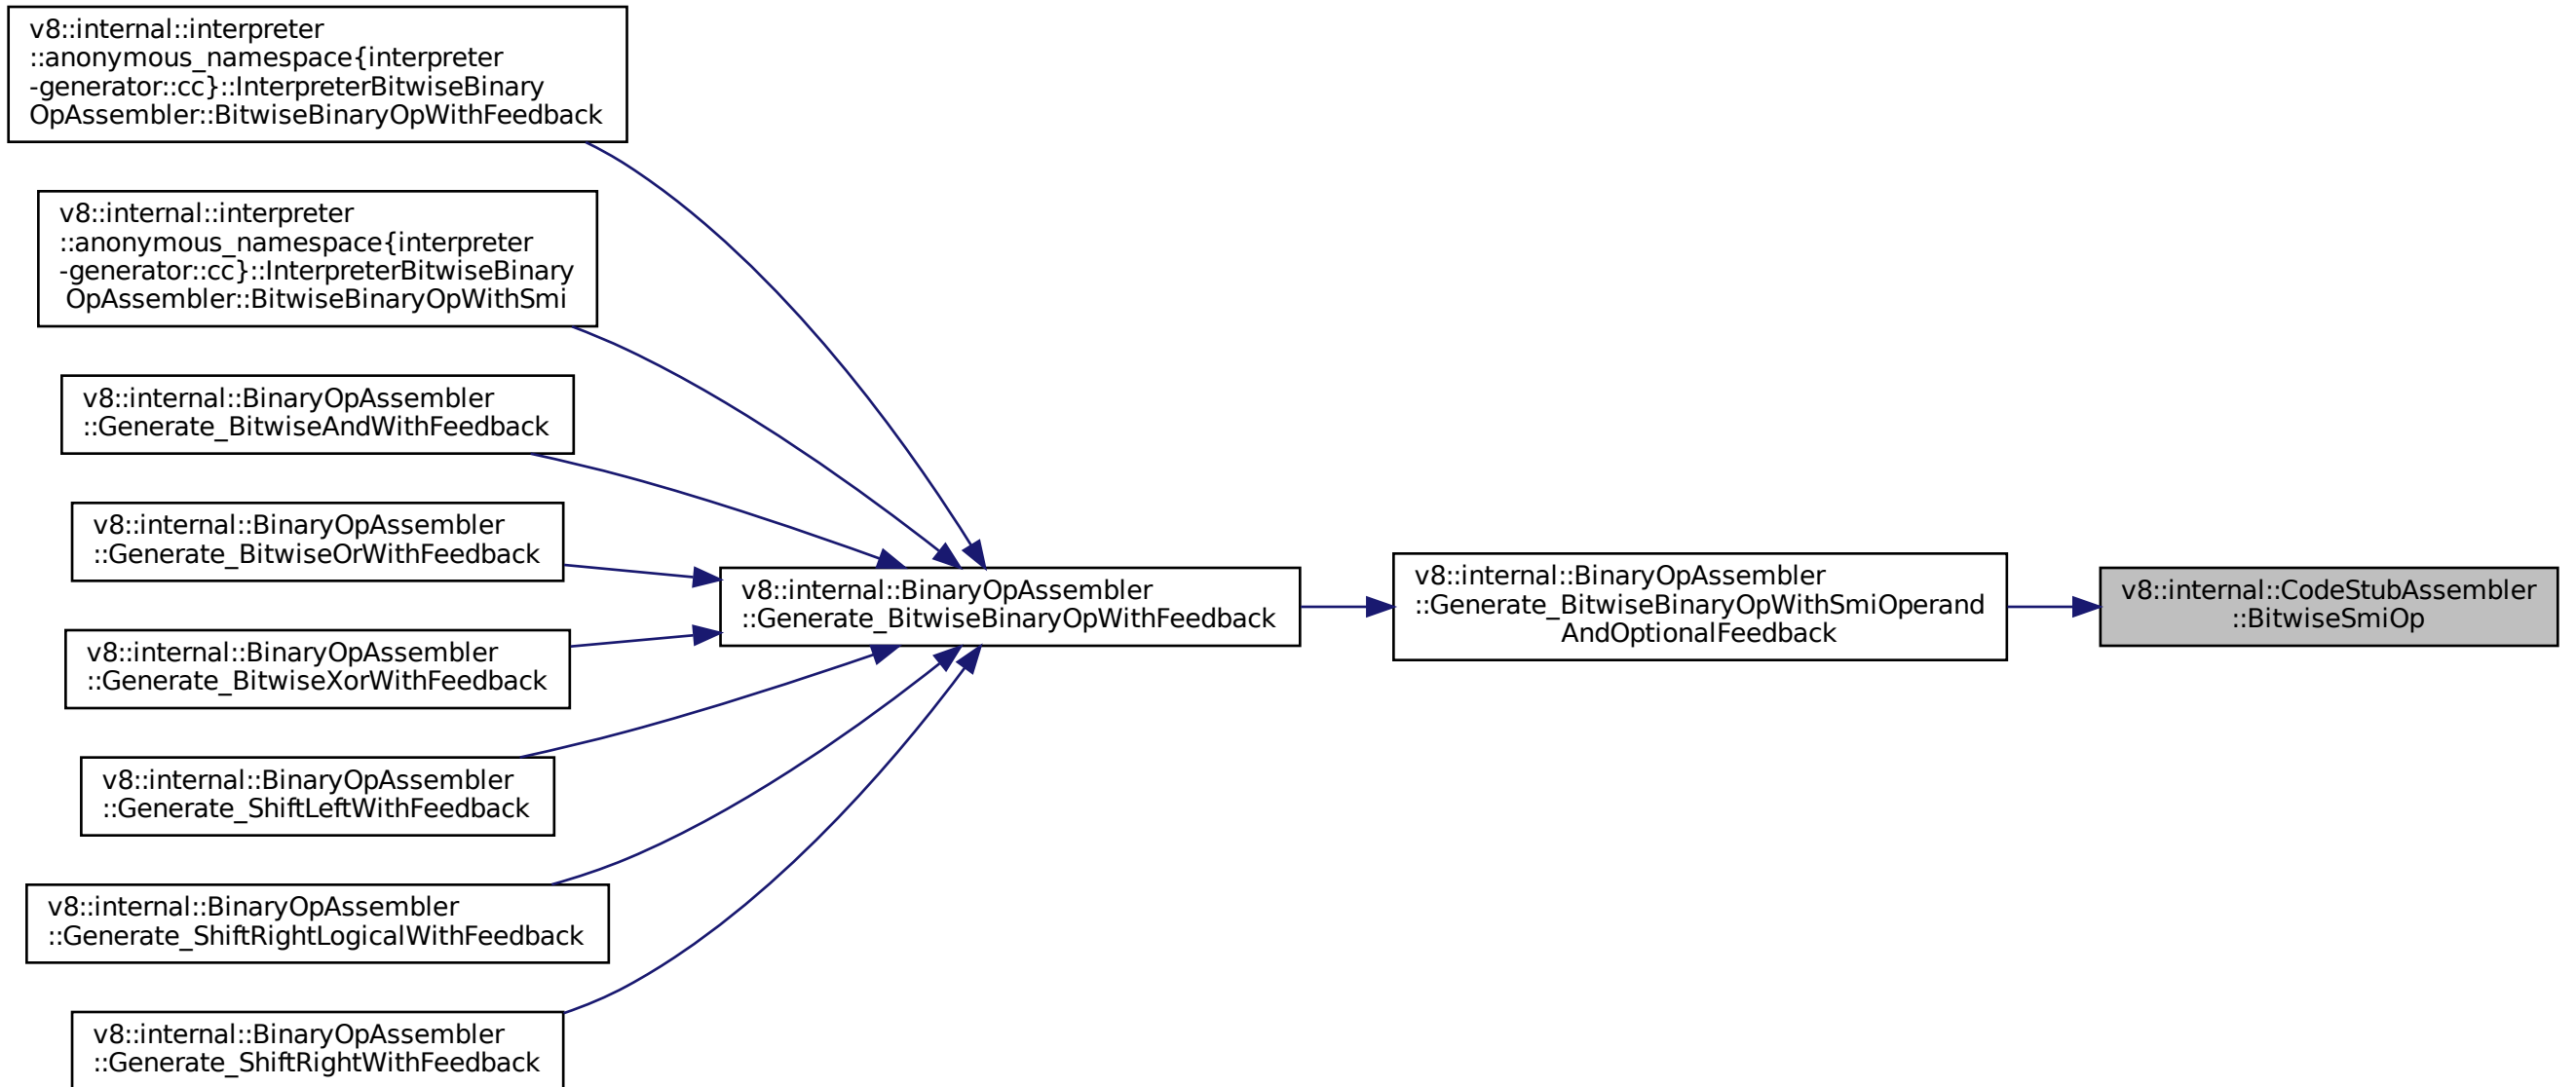 v8::internal::interpreter
::anonymous_namespace{interpreter
-generator::cc}::InterpreterBitwiseBinary
OpAssembler::BitwiseBinaryOpWithFeedback
v8::internal::interpreter
::anonymous_namespace{interpreter
-generator::cc}::InterpreterBitwiseBinary
OpAssembler::BitwiseBinaryOpWithSmi
v8::internal::BinaryOpAssembler
::Generate_BitwiseAndWithFeedback
v8::internal::BinaryOpAssembler
::Generate_BitwiseOrWithFeedback
v8::internal::BinaryOpAssembler
::Generate_BitwiseXorWithFeedback
v8::internal::BinaryOpAssembler
::Generate_ShiftLeftWithFeedback
v8::internal::BinaryOpAssembler
::Generate_ShiftRightLogicalWithFeedback
v8::internal::BinaryOpAssembler
::Generate_ShiftRightWithFeedback
v8::internal::BinaryOpAssembler
::Generate_BitwiseBinaryOpWithFeedback
v8::internal::BinaryOpAssembler
::Generate_BitwiseBinaryOpWithSmiOperand
AndOptionalFeedback
v8::internal::CodeStubAssembler
::BitwiseSmiOp